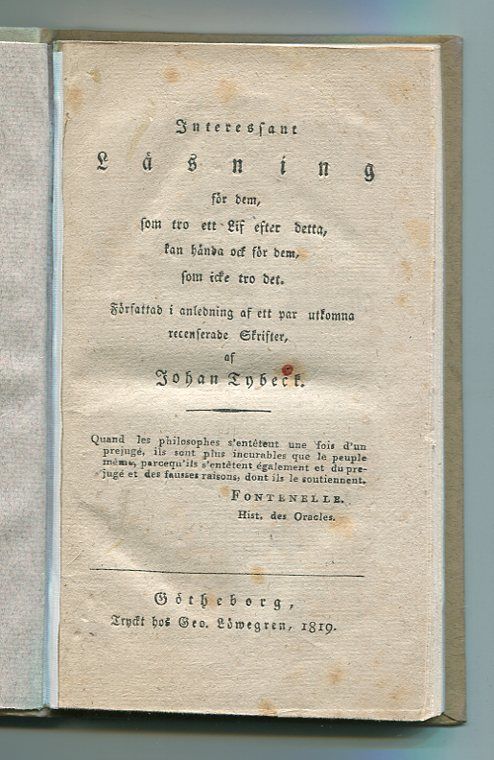 Interessant
Läsning
för dem,
som tro ett Lif efter detta,
kan hända ock för dem,
som icke tro det.
Författad i anledning af ett par utkomna
recenserade Skrifter,
af
Johan Tybeck.
Quand les philosophes s'entêtent une fois d'un
prejugé, ils sont plus incurables que le peuple
même, parcequ'ils s'entêtent également et du pre-
jugé et des fausses raisons, dont ils le soutiennent.
FONTENELLE.
Hist. des Oracles.
Götheborg,
Tryckt hos Geo. Löwegren, 1819.